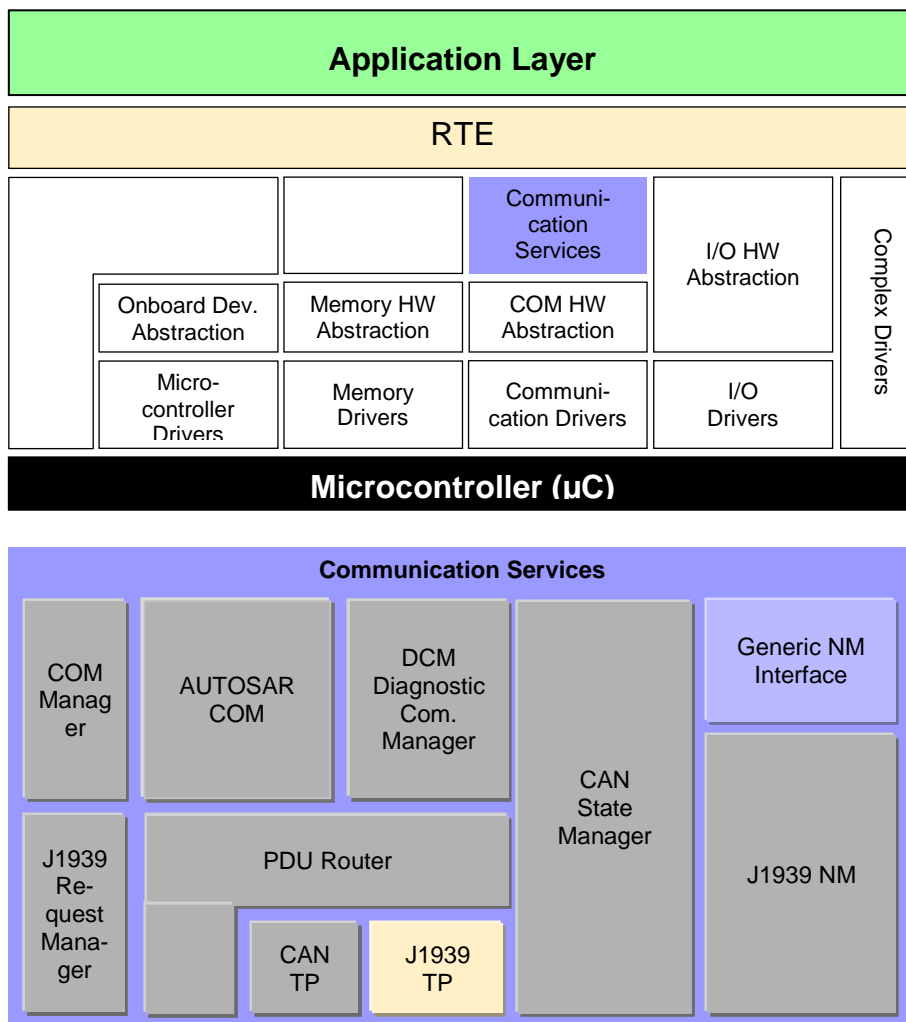 Application Layer
RTE
Communi-
cation
Services
I/O HW
Abstraction
Complex Drivers
Onboard Dev.
Abstraction
Memory HW
Abstraction
COM HW
Abstraction
Micro-
controller
Drivers
Memory
Drivers
Communi-
cation Drivers
I/O
Drivers
Microcontroller (µC)
Communication Services
COM
Manag
er
AUTOSAR
COM
DCM
Diagnostic
Com.
Manager
CAN
State
Manager
Generic NM
Interface
J1939
Re-
quest
Mana-
ger
PDU Router
J1939 NM
CAN
TP
J1939
TP